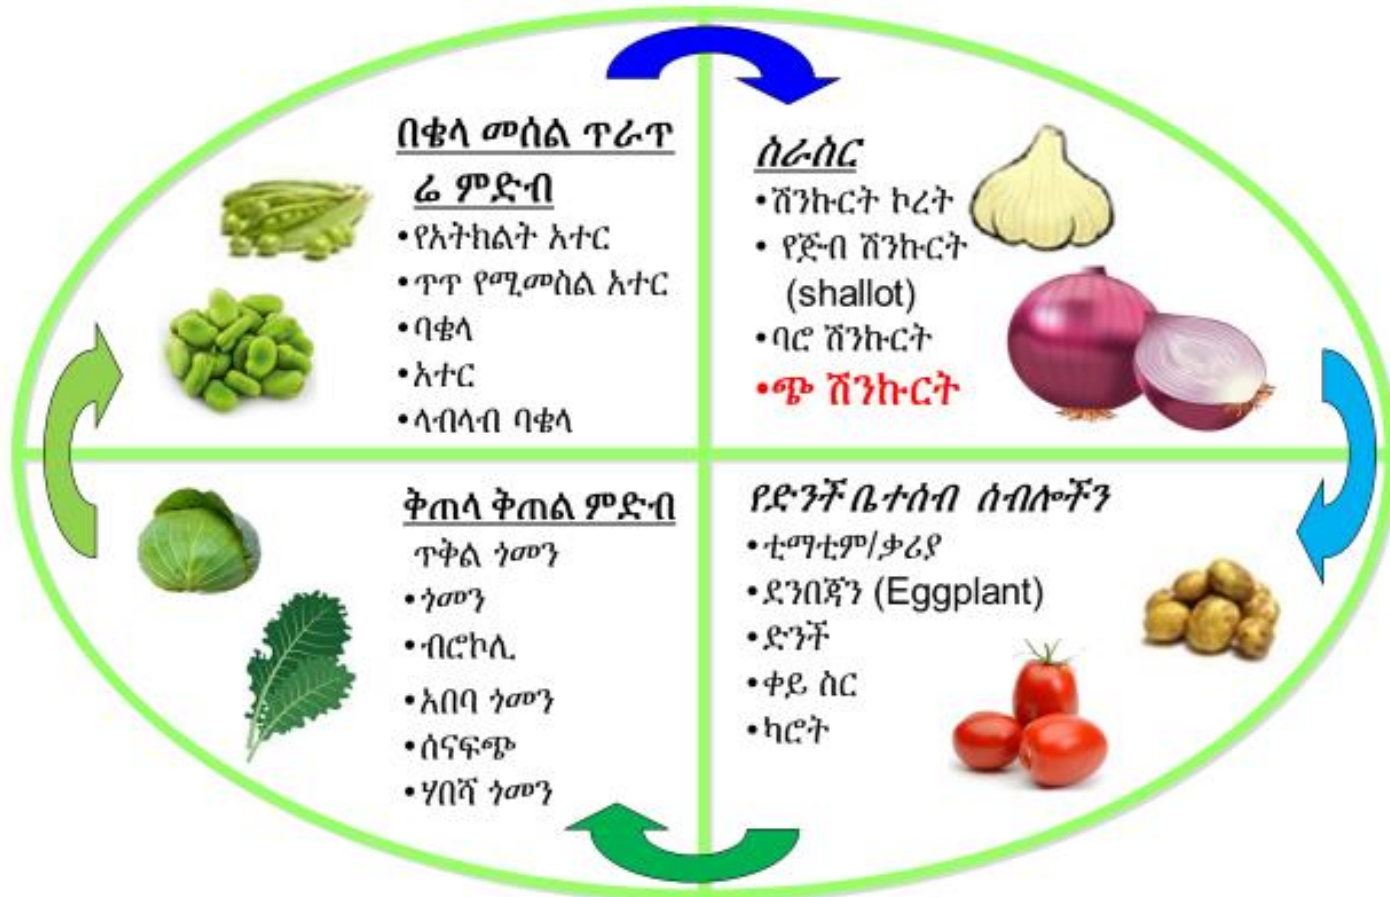 በቄላ መሰል ጥራጥ
ሬ ምድብ
•የአትክልት አተር
•ጥጥ የሚመስል አተር
•ባቄላ
•አተር
•ላብላብ ባቄላ
ስራስር
•ሽንኩርት ኮረት
• የጅብ ሽንኩርት
(shallot)
•ባሮ ሽንኩርት
•ጭ ሽንኩርት
ቅጠላ ቅጠል ምድብ
ጥቅል ጎመን
•ጎመን
•ብሮኮሊ
•አበባ ጎመን
•ሰናፍጭ
•ሃበሻ ጎመን
የድንች ቤተሰብ ሰብሎችን
•ቲማቲም/ቃሪያ
•ደንበጃን (Eggplant)
•ድንች
•ቀይ ስር
•ካሮት